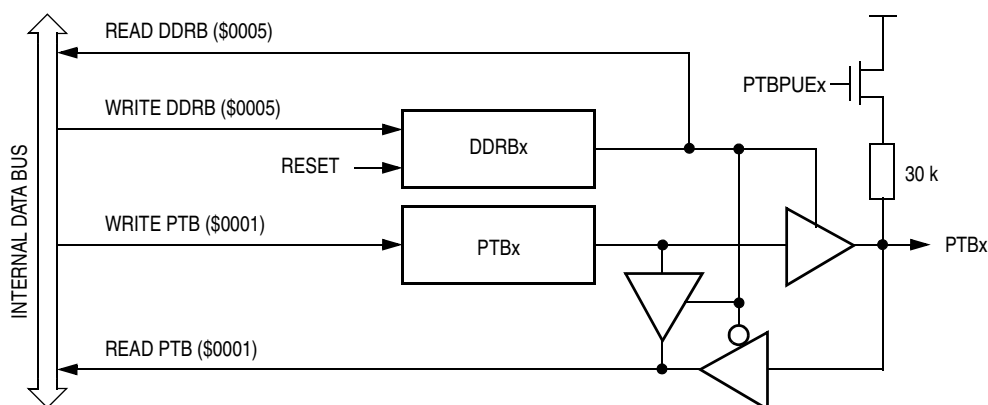 READ DDRB ($0005)
PTBPUEx
WRITE DDRB ($0005)
DDRBx
RESET
30 k
INTERNAL DATA BUS
WRITE PTB ($0001)
PTBx
PTBx
READ PTB ($0001)